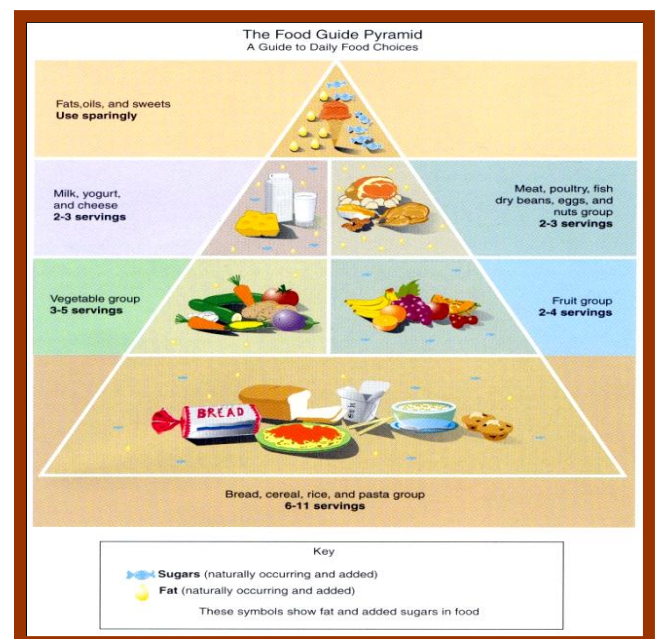 The Food Guide Pyramid
A Guide to Daily Food Choices
Fats,oils, and sweets
Use sparingly
Milk, yogurt,
and cheese
2-3 servings
Meat, poultry, fish
dry beans, eggs, and
nuts group
2-3 servings
Vegetable group
3-5 servings
Fruit group
2-4 servings
BREAD
Bread, cereal, rice, and pasta group
6-11 servings
Key
Sugars (naturally occurring and added)
Fat (naturally occurring and added)
These symbols show fat and added sugars in food